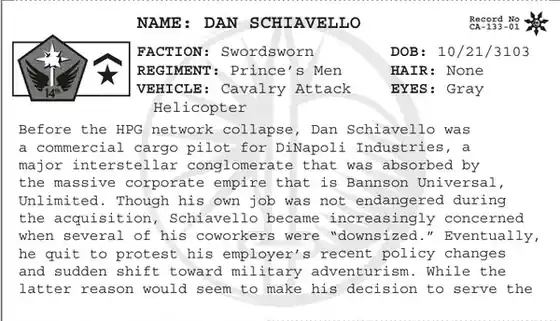 NAME: DAN SCHIAVELLO
Record No
CA-133-01
FACTION: Swordsworn
DOB: 10/21/3103
REGIMENT: Prince's Men
HAIR: None
VEHICLE: Cavalry Attack
EYES: Gray
Helicopter
14th
Before the HPG network collapse, Dan Schiavello was
a commercial cargo pilot for DiNapoli Industries, a
major interstellar conglomerate that was absorbed by
the massive corporate empire that is Bannson Universal,
Unlimited. Though his own job was not endangered during
the acquisition, Schiavello became increasingly concerned
when several of his coworkers were “downsized.” Eventually,
he quit to protest his employer's recent policy changes
and sudden shift toward military adventurism. While the
latter reason would seem to make his decision to serve the